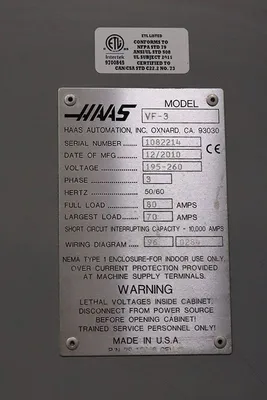 ETL LISTED
CONFORMS TO
NFPA STD 79
ANSI/UL STD 508
UL SUBJECT 2011
CERTIFIED TO
CAN/CSA STD C22.2 NO. 73
Intertek
9700845
HAAS
MODEL VF-3
HAAS AUTOMATION, INC. OXNARD, CA. 93030
SERIAL NUMBER 1082214
DATE OF MFG. 12/2010
CE
VOLTAGE 195-260
PHASE 3
HERTZ 50/60
FULL LOAD 80 AMPS
LARGEST LOAD 70 AMPS
SHORT CIRCUIT INTERRUPTING CAPACITY - 10,000 AMPS
WIRING DIAGRAM 96
NEMA TYPE 1 ENCLOSURE-FOR INDOOR USE ONLY.
OVER CURRENT PROTECTION PROVIDED
AT MACHINE SUPPLY TERMINALS.
WARNING
LETHAL VOLTAGES INSIDE CABINET.
DISCONNECT FROM POWER SOURCE
BEFORE OPENING CABINET!
TRAINED SERVICE PERSONNEL ONLY!
MADE IN U.S.A.